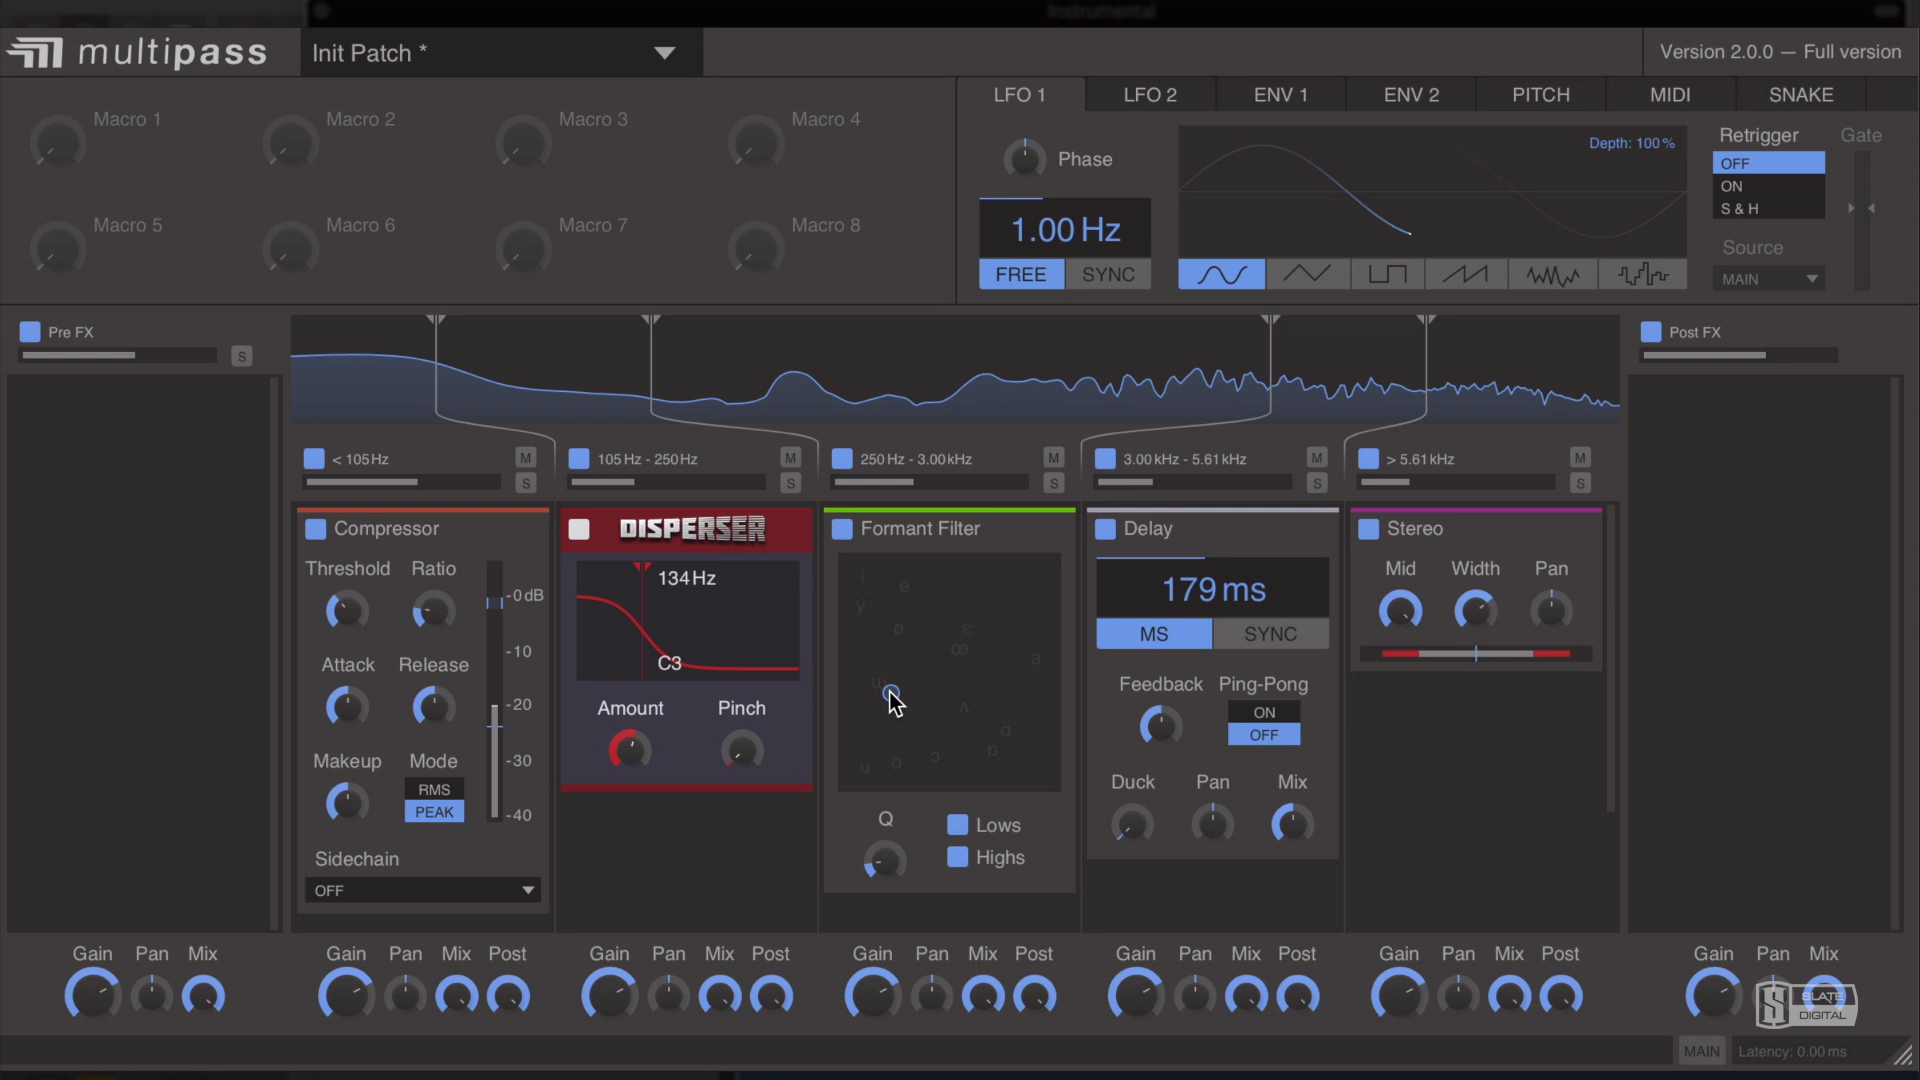 Instrumental
multipass
Init Patch *
Version 2.0.0 — Full version
Macro 1
Macro 2
Macro 3
Macro 4
Macro 5
Macro 6
Macro 7
Macro 8
LFO 1
LFO 2
ENV 1
ENV 2
PITCH
MIDI
SNAKE
Phase
1.00 Hz
FREE
SYNC
Depth: 100 %
Retrigger
OFF
ON
S & H
Source
MAIN
Gate
Pre FX
S
Post FX
< 105 Hz
M
S
105 Hz - 250 Hz
M
S
250 Hz - 3.00 kHz
M
S
3.00 kHz - 5.61 kHz
M
S
> 5.61 kHz
M
S
Compressor
Threshold
Ratio
Attack
Release
Makeup
Mode
RMS
PEAK
-0 dB
-10
-20
-30
-40
Sidechain
OFF
DISPERSER
134 Hz
C3
Amount
Pinch
Formant Filter
i
e
y
o
ɛ
œ
a
ɯ
ʌ
ɑ
ɒ
ɔ
o
u
Q
Lows
Highs
Delay
179 ms
MS
SYNC
Feedback
Ping-Pong
ON
OFF
Duck
Pan
Mix
Stereo
Mid
Width
Pan
Gain Pan Mix
Gain Pan Mix Post
Gain Pan Mix Post
Gain Pan Mix Post
Gain Pan Mix Post
Gain Pan Mix Post
Gain Pan Mix
SLATE
DIGITAL
MAIN
Latency: 0.00 ms